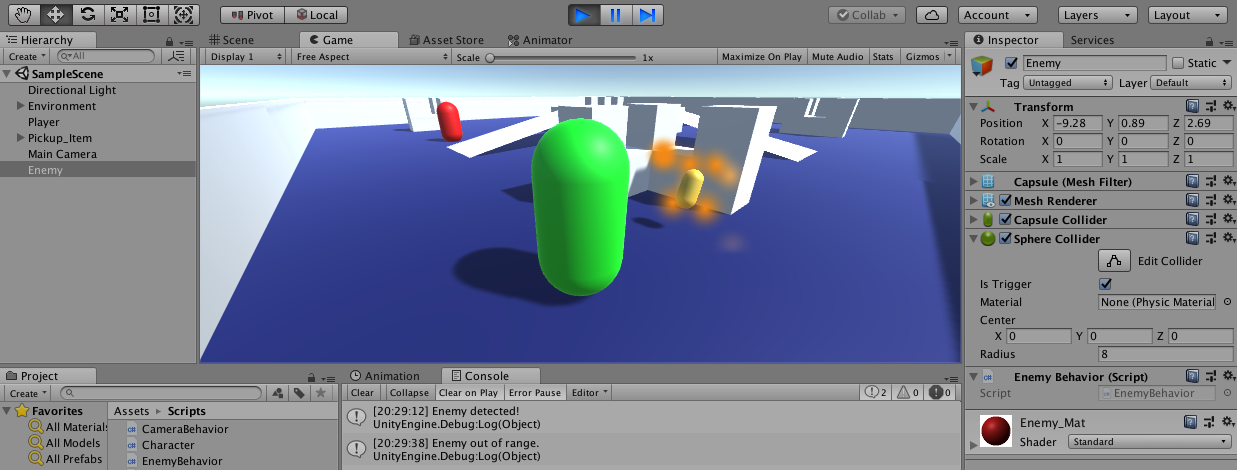 Pivot Local Collab Account Layers Layout
Hierarchy
Create All
SampleScene
Directional Light
Environment
Player
Pickup_Item
Main Camera
Enemy
Scene Game Asset Store Animator
Display 1 Free Aspect Scale 1x Maximize On Play Mute Audio Stats Gizmos
Inspector Services
Enemy Static
Tag Untagged Layer Default
Transform
Position X -9.28 Y 0.89 Z 2.69
Rotation X 0 Y 0 Z 0
Scale X 1 Y 1 Z 1
Capsule (Mesh Filter)
Mesh Renderer
Capsule Collider
Sphere Collider
Edit Collider
Is Trigger
Material None (Physic Material
Center
X 0 Y 0 Z 0
Radius 8
Enemy Behavior (Script)
Script EnemyBehavior
Enemy_Mat
Shader Standard
Project
Create
Favorites
All Materials
All Models
All Prefabs
Assets Scripts
CameraBehavior
Character
EnemyBehavior
Animation Console
Clear Collapse Clear on Play Error Pause Editor 2 0 0
[20:29:12] Enemy detected!
UnityEngine.Debug:Log(Object)
[20:29:38] Enemy out of range.
UnityEngine.Debug:Log(Object)